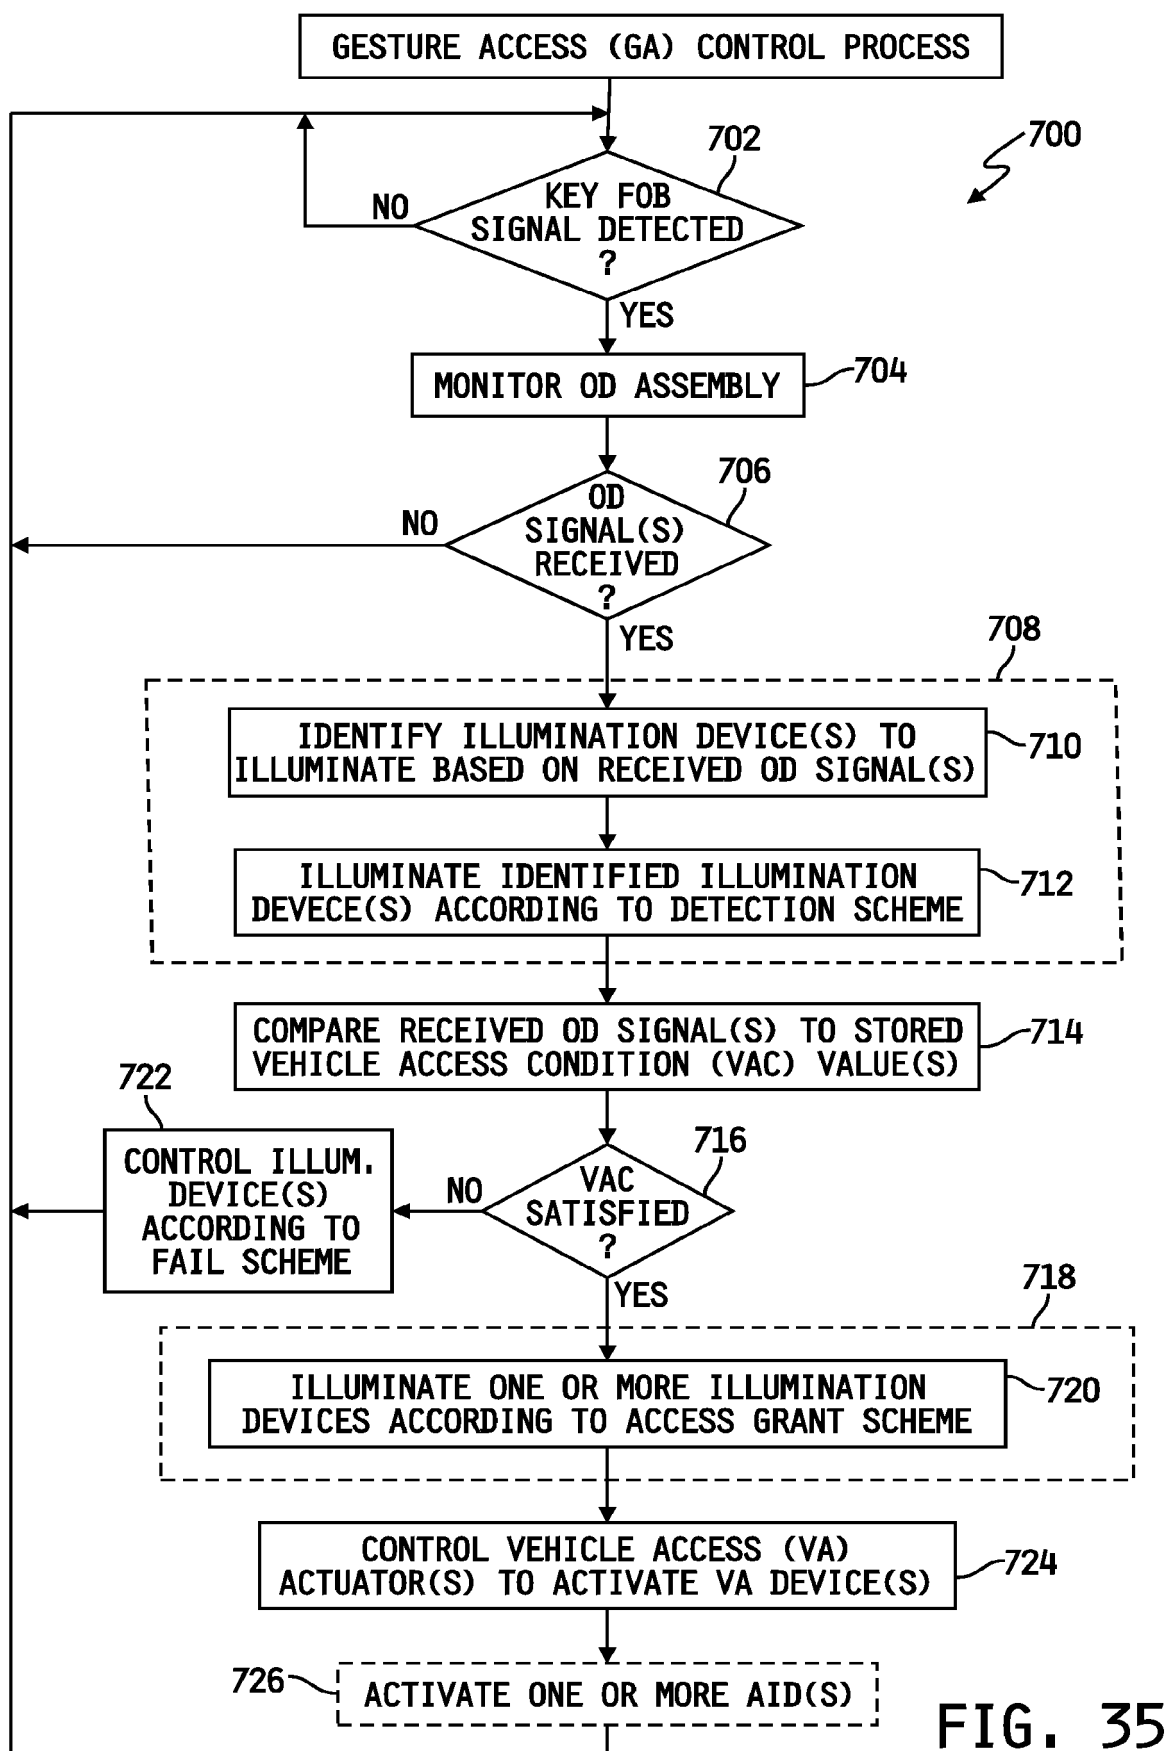 GESTURE ACCESS (GA) CONTROL PROCESS
702
700
KEY FOB
SIGNAL DETECTED
?
NO
YES
MONITOR OD ASSEMBLY
704
706
OD
SIGNAL(S)
RECEIVED
?
NO
YES
708
IDENTIFY ILLUMINATION DEVICE(S) TO
ILLUMINATE BASED ON RECEIVED OD SIGNAL(S)
710
ILLUMINATE IDENTIFIED ILLUMINATION
DEVECE(S) ACCORDING TO DETECTION SCHEME
712
COMPARE RECEIVED OD SIGNAL(S) TO STORED
VEHICLE ACCESS CONDITION (VAC) VALUE(S)
714
722
716
CONTROL ILLUM.
DEVICE(S)
ACCORDING TO
FAIL SCHEME
NO
VAC
SATISFIED
?
YES
718
ILLUMINATE ONE OR MORE ILLUMINATION
DEVICES ACCORDING TO ACCESS GRANT SCHEME
720
CONTROL VEHICLE ACCESS (VA)
ACTUATOR(S) TO ACTIVATE VA DEVICE(S)
724
726
ACTIVATE ONE OR MORE AID(S)
FIG. 35